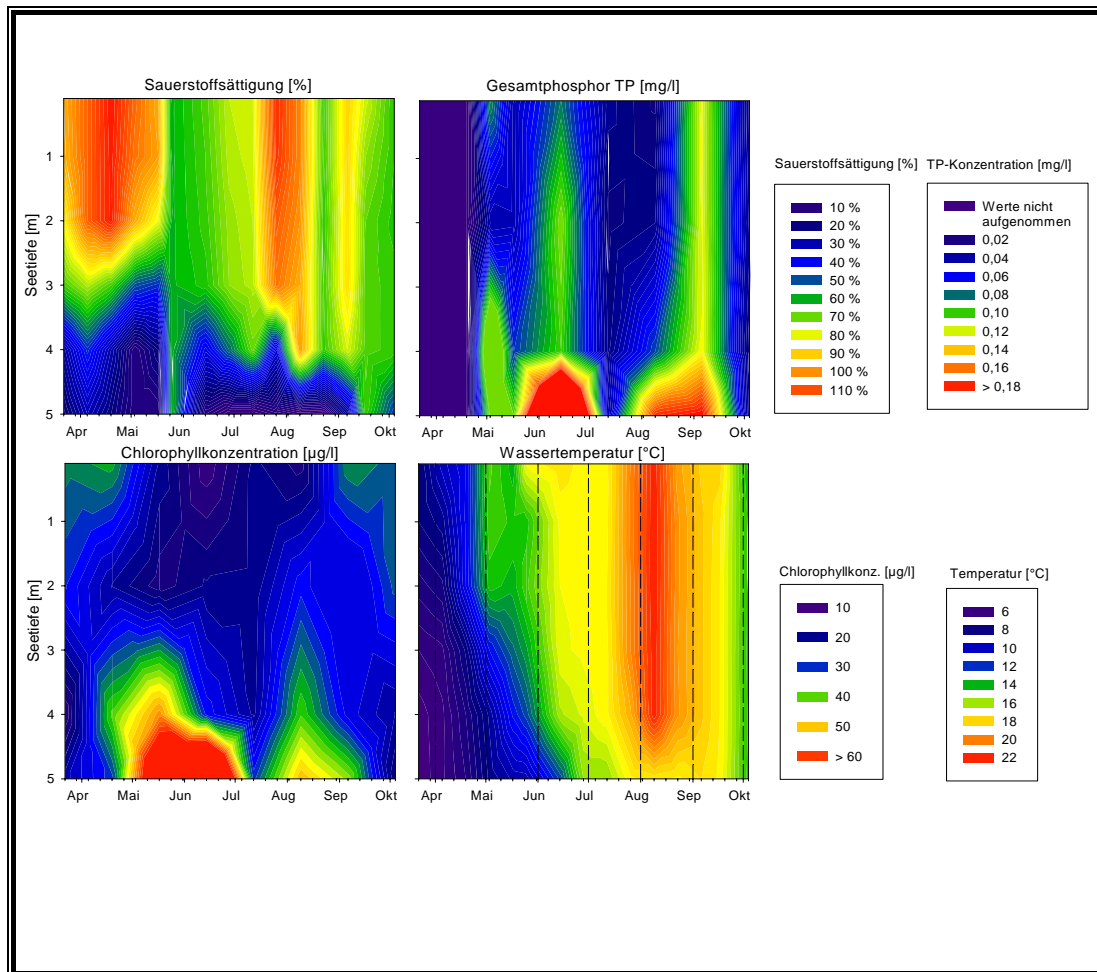 Sauerstoffsättigung [%]
Gesamtphosphor TP [mg/l]
Seetiefe [m]
1
2
3
4
5
Apr Mai Jun Jul Aug Sep Okt
Apr Mai Jun Jul Aug Sep Okt
Sauerstoffsättigung [%]
10 %
20 %
30 %
40 %
50 %
60 %
70 %
80 %
90 %
100 %
110 %
TP-Konzentration [mg/l]
Werte nicht
aufgenommen
0,02
0,04
0,06
0,08
0,10
0,12
0,14
0,16
> 0,18
Chlorophyllkonzentration [µg/l]
Wassertemperatur [°C]
Seetiefe [m]
1
2
3
4
5
Apr Mai Jun Jul Aug Sep Okt
Apr Mai Jun Jul Aug Sep Okt
Chlorophyllkonz. [µg/l]
10
20
30
40
50
> 60
Temperatur [°C]
6
8
10
12
14
16
18
20
22